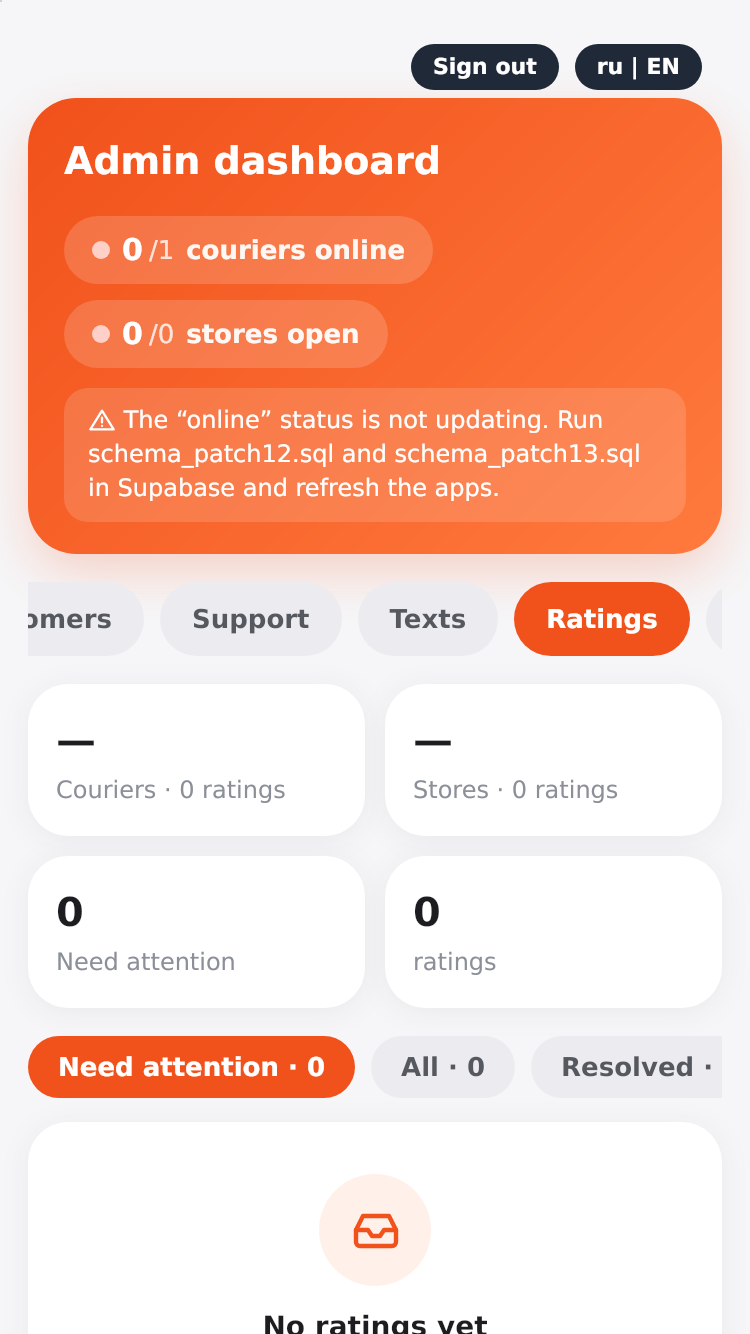 Sign out
ru | EN
Admin dashboard
0 /1 couriers online
0 /0 stores open
⚠ The “online” status is not updating. Run
schema_patch12.sql and schema_patch13.sql
in Supabase and refresh the apps.
omers
Support
Texts
Ratings
—
Couriers · 0 ratings
—
Stores · 0 ratings
0
Need attention
0
ratings
Need attention · 0
All · 0
Resolved ·
No ratings yet